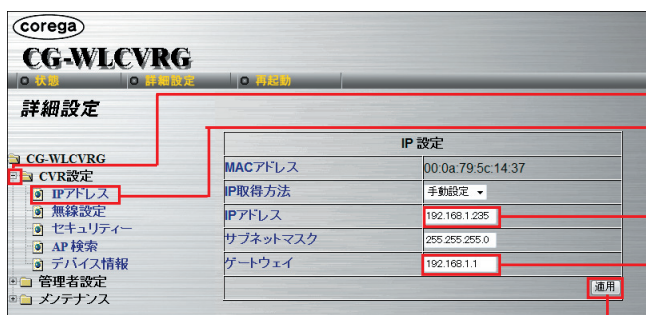 corega
CG-WLCVRG
状態 詳細設定 再起動
詳細設定
CG-WLCVRG
CVR設定
IPアドレス
無線設定
セキュリティー
AP 検索
デバイス情報
管理者設定
メンテナンス
IP 設定
MACアドレス 00:0a:79:5c:14:37
IP取得方法 手動設定
IPアドレス 192.168.1.235
サブネットマスク 255.255.255.0
ゲートウェイ 192.168.1.1
適用